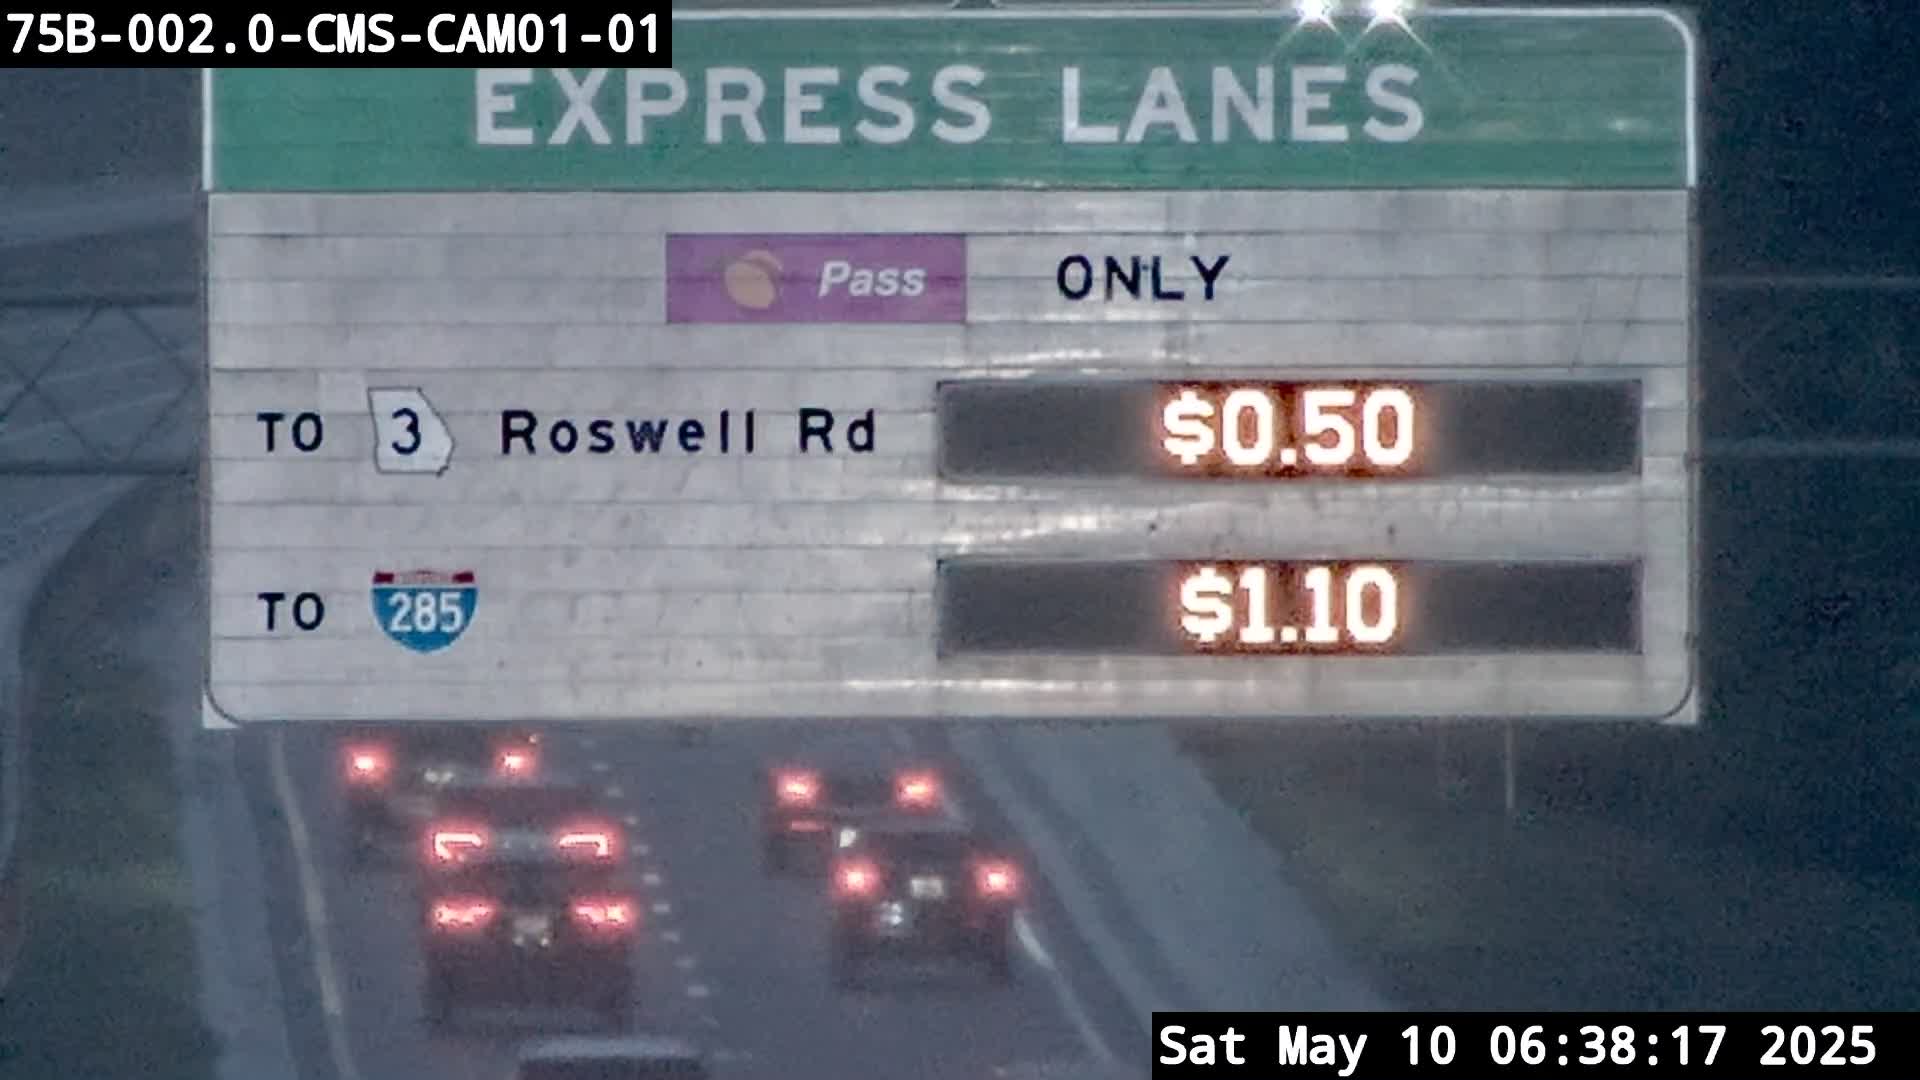 75B-002.0-CMS-CAM01-01
EXPRESS LANES
Pass ONLY
TO 3 Roswell Rd $0.50
TO 285 $1.10
Sat May 10 06:38:17 2025